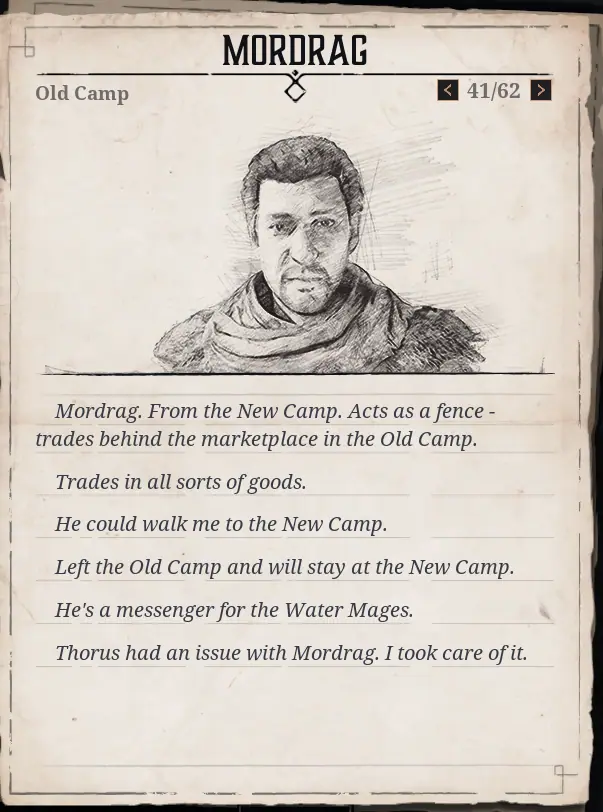 MORDRAG
Old Camp
41/62
Mordrag. From the New Camp. Acts as a fence -
trades behind the marketplace in the Old Camp.
Trades in all sorts of goods.
He could walk me to the New Camp.
Left the Old Camp and will stay at the New Camp.
He's a messenger for the Water Mages.
Thorus had an issue with Mordrag. I took care of it.